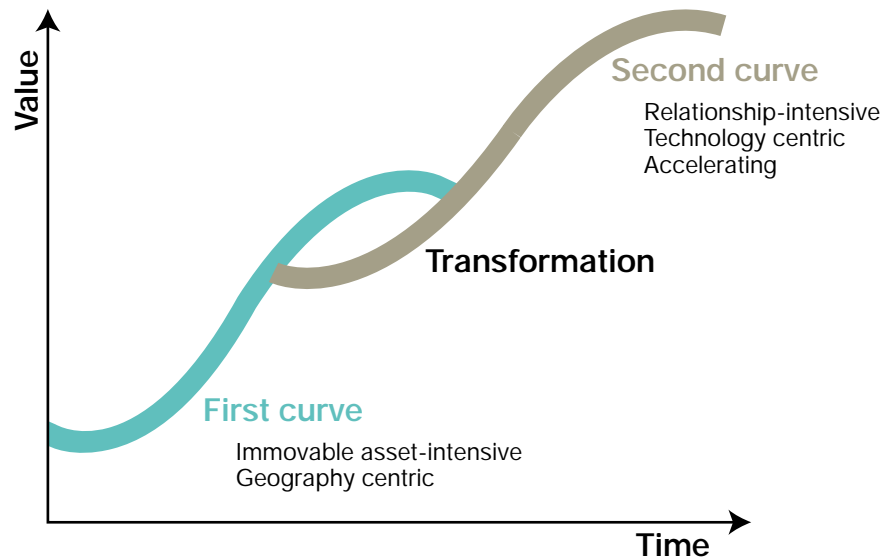 Value
Second curve
Relationship-intensive
Technology centric
Accelerating
Transformation
First curve
Immovable asset-intensive
Geography centric
Time